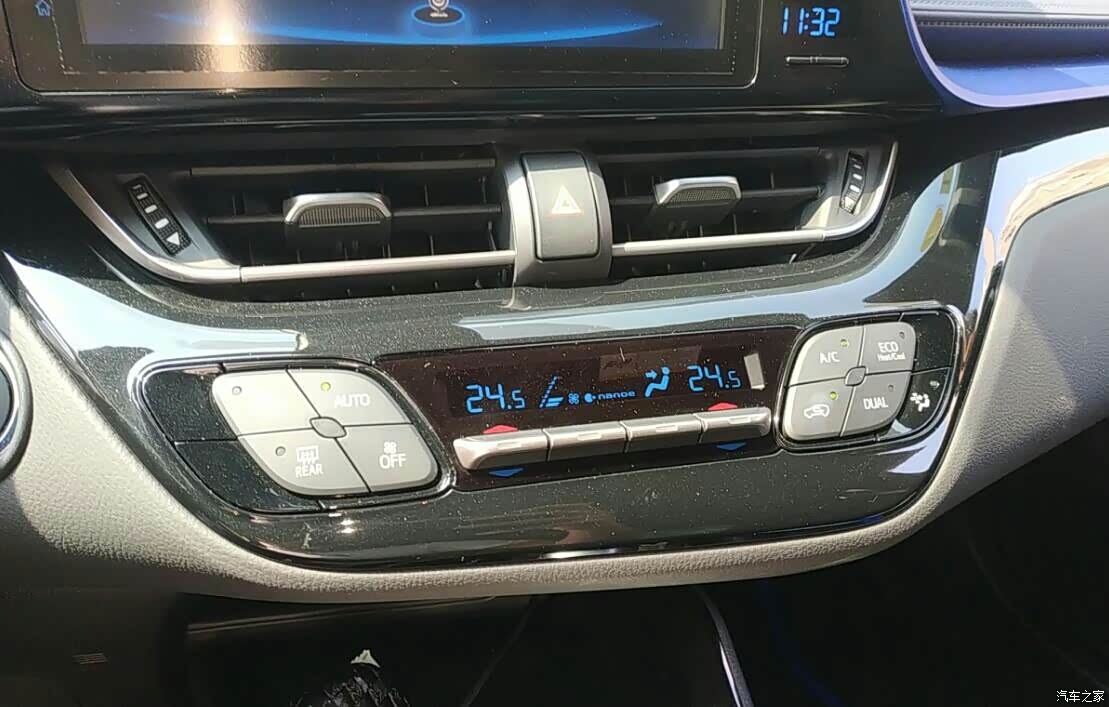 11:32
24.5
nanoe
24.5
A/C
ECO
Heat/Cool
AUTO
DUAL
REAR
OFF
汽车之家